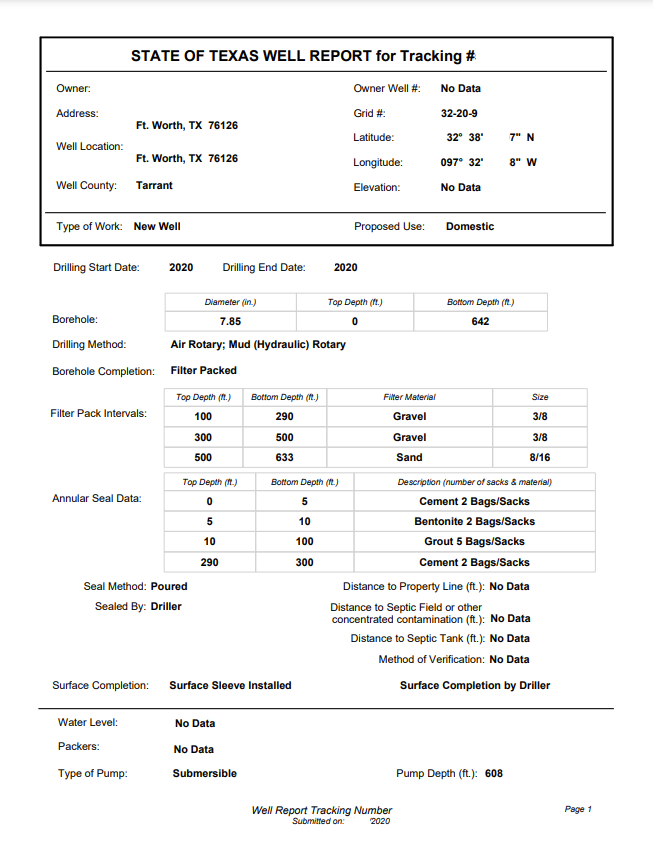 STATE OF TEXAS WELL REPORT for Tracking #
Owner: Owner Well #: No Data
Address: Grid #: 32-20-9
Ft. Worth, TX 76126
Latitude: 32° 38' 7" N
Well Location:
Ft. Worth, TX 76126
Longitude: 097° 32' 8" W
Well County: Tarrant Elevation: No Data
Type of Work: New Well Proposed Use: Domestic
Drilling Start Date: 2020 Drilling End Date: 2020
Diameter (in.) Top Depth (ft.) Bottom Depth (ft.)
Borehole: 7.85 0 642
Drilling Method: Air Rotary; Mud (Hydraulic) Rotary
Borehole Completion: Filter Packed
Top Depth (ft.) Bottom Depth (ft.) Filter Material Size
Filter Pack Intervals: 100 290 Gravel 3/8
300 500 Gravel 3/8
500 633 Sand 8/16
Top Depth (ft.) Bottom Depth (ft.) Description (number of sacks & material)
Annular Seal Data: 0 5 Cement 2 Bags/Sacks
5 10 Bentonite 2 Bags/Sacks
10 100 Grout 5 Bags/Sacks
290 300 Cement 2 Bags/Sacks
Seal Method: Poured Distance to Property Line (ft.): No Data
Sealed By: Driller Distance to Septic Field or other
concentrated contamination (ft.): No Data
Distance to Septic Tank (ft.): No Data
Method of Verification: No Data
Surface Completion: Surface Sleeve Installed Surface Completion by Driller
Water Level: No Data
Packers: No Data
Type of Pump: Submersible Pump Depth (ft.): 608
Well Report Tracking Number Page 1
Submitted on: '2020